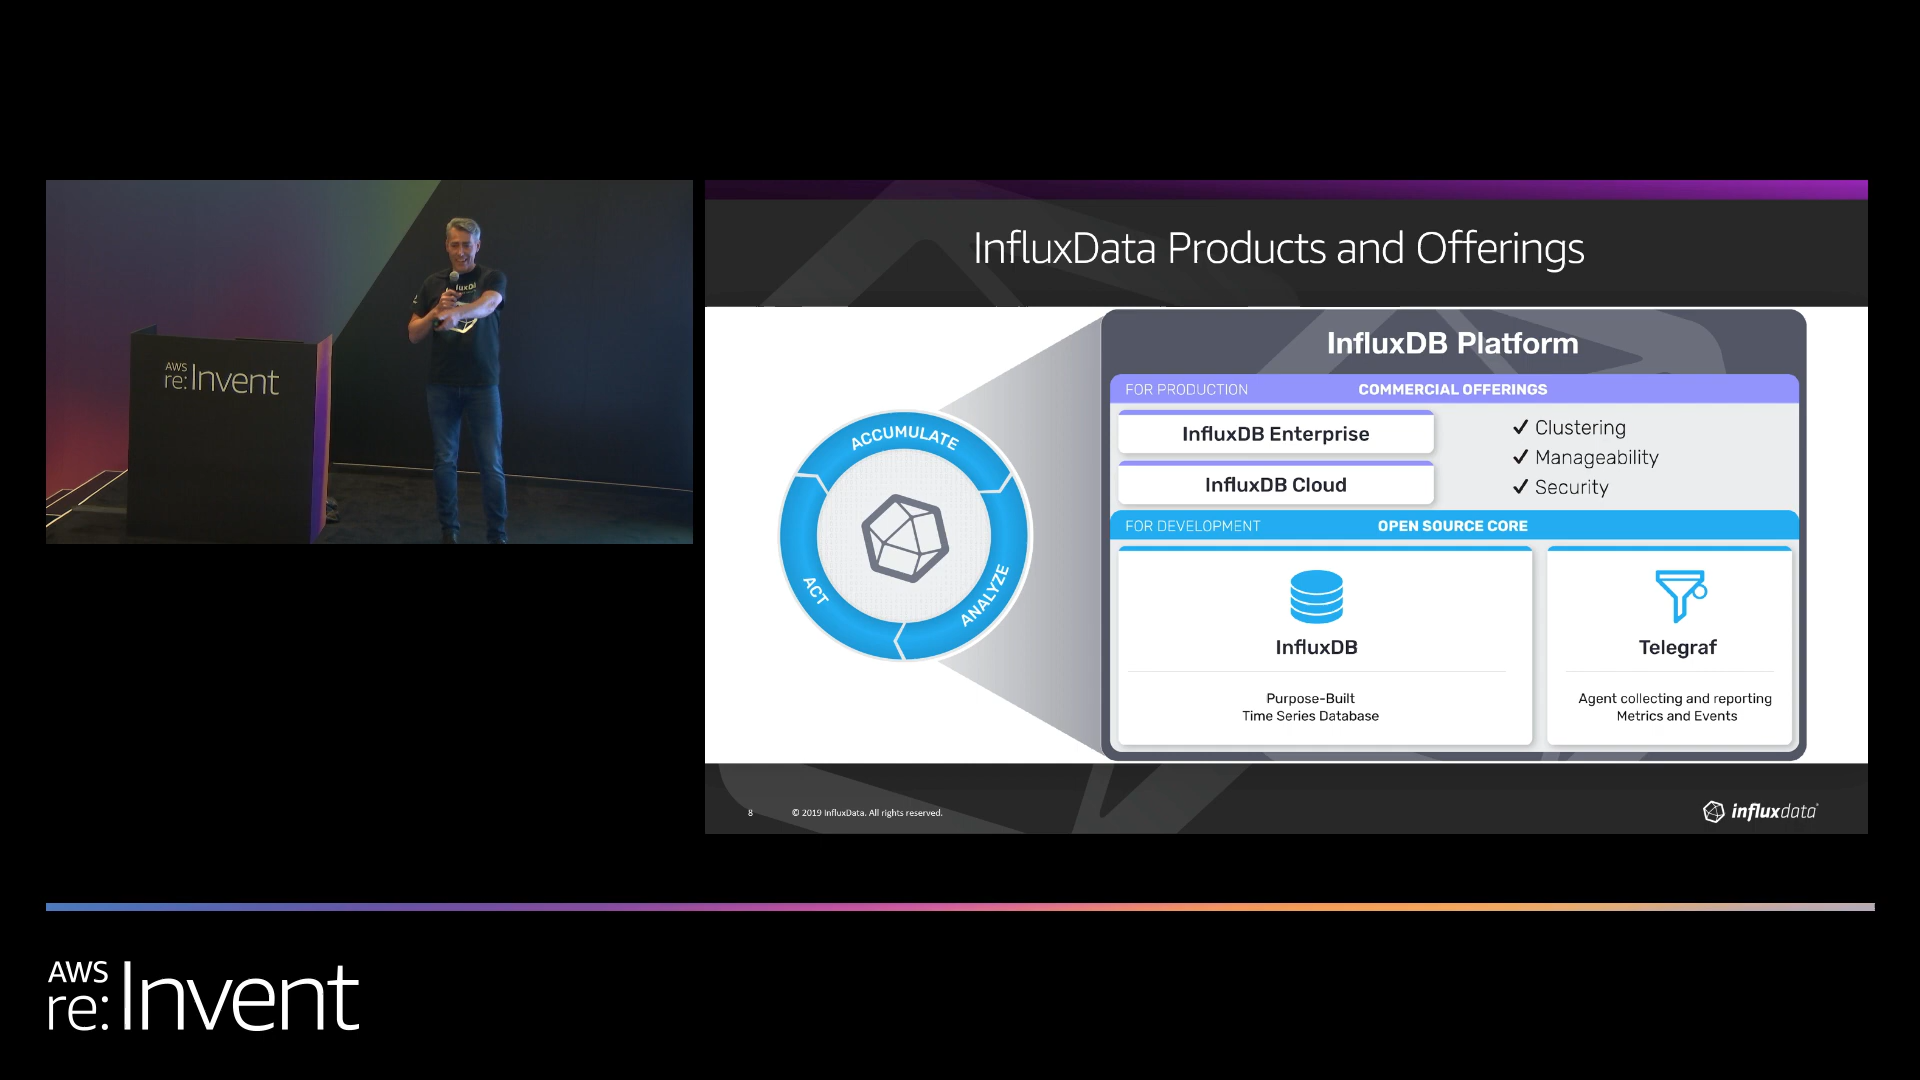 AWS
re:Invent
InfluxData Products and Offerings
InfluxDB Platform
FOR PRODUCTION COMMERCIAL OFFERINGS
InfluxDB Enterprise
InfluxDB Cloud
✓ Clustering
✓ Manageability
✓ Security
FOR DEVELOPMENT OPEN SOURCE CORE
InfluxDB
Purpose-Built
Time Series Database
Telegraf
Agent collecting and reporting
Metrics and Events
ACCUMULATE
ANALYZE
ACT
8 © 2019 InfluxData. All rights reserved.
influxdata
AWS
re:Invent